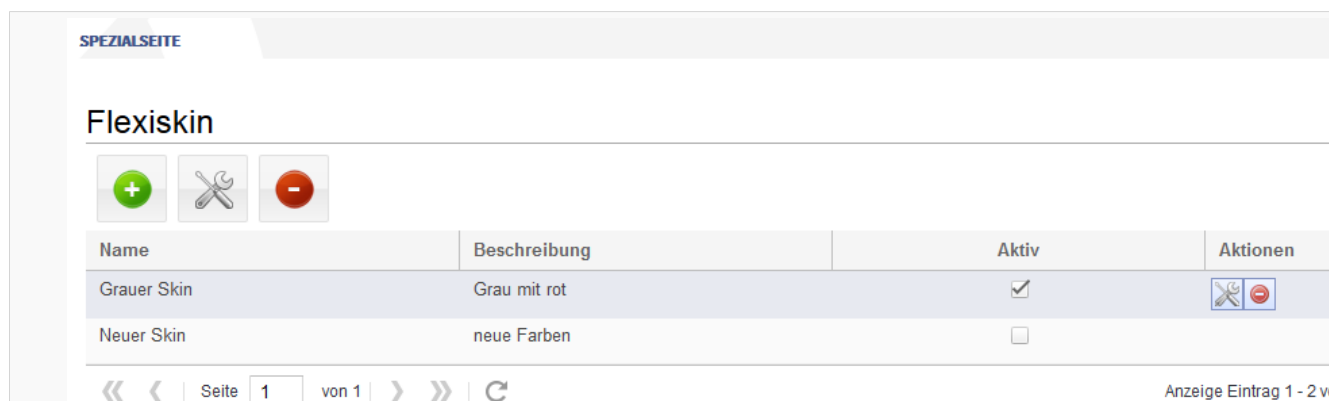 SPEZIALSEITE
Flexiskin
Name Beschreibung Aktiv Aktionen
Grauer Skin Grau mit rot
Neuer Skin neue Farben
Seite 1 von 1 Anzeige Eintrag 1 - 2